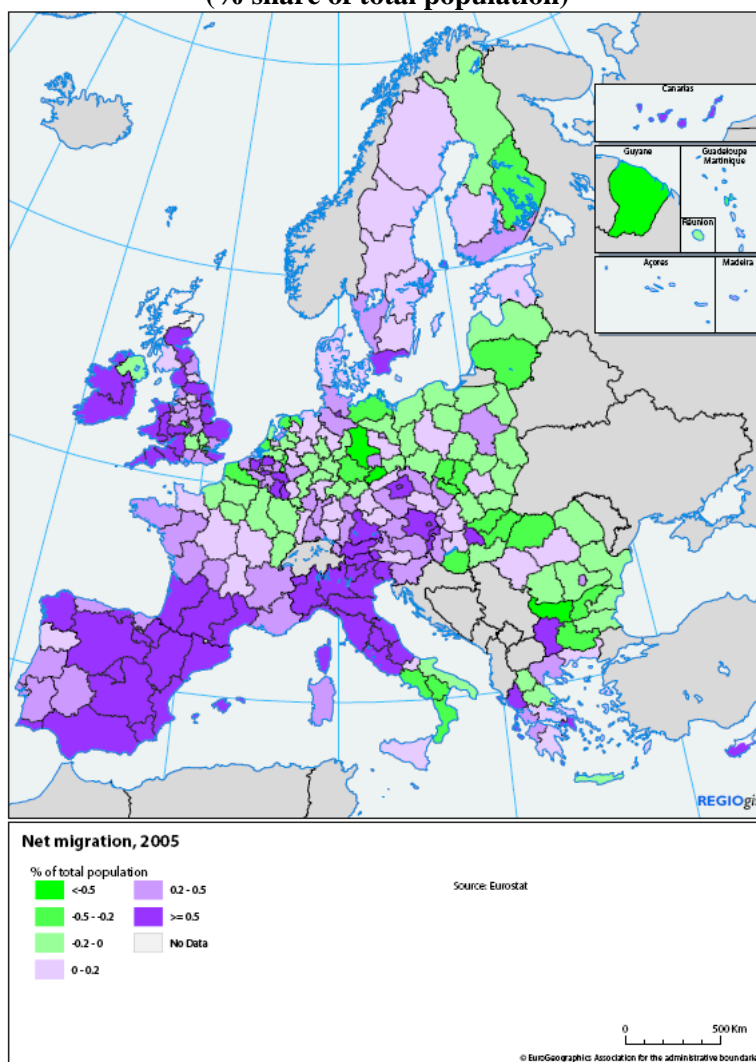 (% share of total population)
Canarias
Guyane
Guadeloupe
Martinique
Réunion
Açores
Madeira
REGIOgi
Net migration, 2005
% of total population
<-0.5
-0.5 - -0.2
-0.2 - 0
0 - 0.2
0.2 - 0.5
>= 0.5
No Data
Source: Eurostat
0 500 Km
© EuroGeographics Association for the administrative boundari